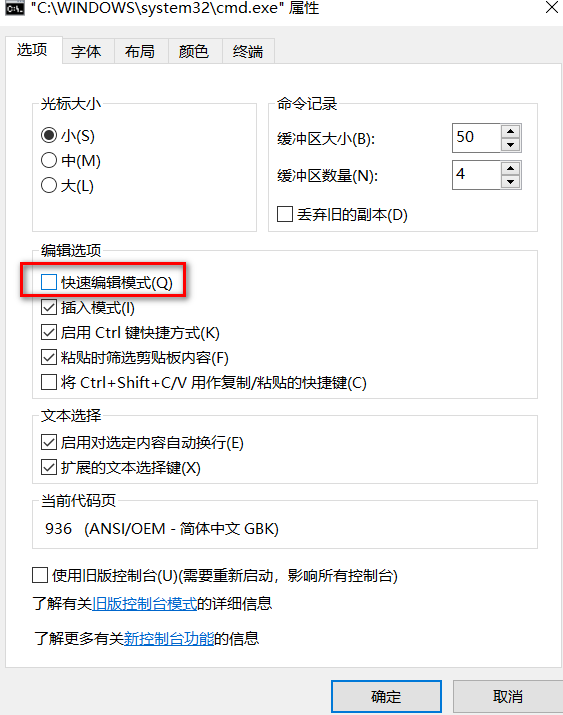 "C:\WINDOWS\system32\cmd.exe" 属性
选项 字体 布局 颜色 终端
光标大小
小(S)
中(M)
大(L)
命令记录
缓冲区大小(B): 50
缓冲区数量(N): 4
丢弃旧的副本(D)
编辑选项
快速编辑模式(Q)
插入模式(I)
启用 Ctrl 键快捷方式(K)
粘贴时筛选剪贴板内容(F)
将 Ctrl+Shift+C/V 用作复制/粘贴的快捷键(C)
文本选择
启用对选定内容自动换行(E)
扩展的文本选择键(X)
当前代码页
936 (ANSI/OEM - 简体中文 GBK)
使用旧版控制台(U)(需要重新启动，影响所有控制台)
了解有关旧版控制台模式的详细信息
了解更多有关新控制台功能的信息
确定 取消